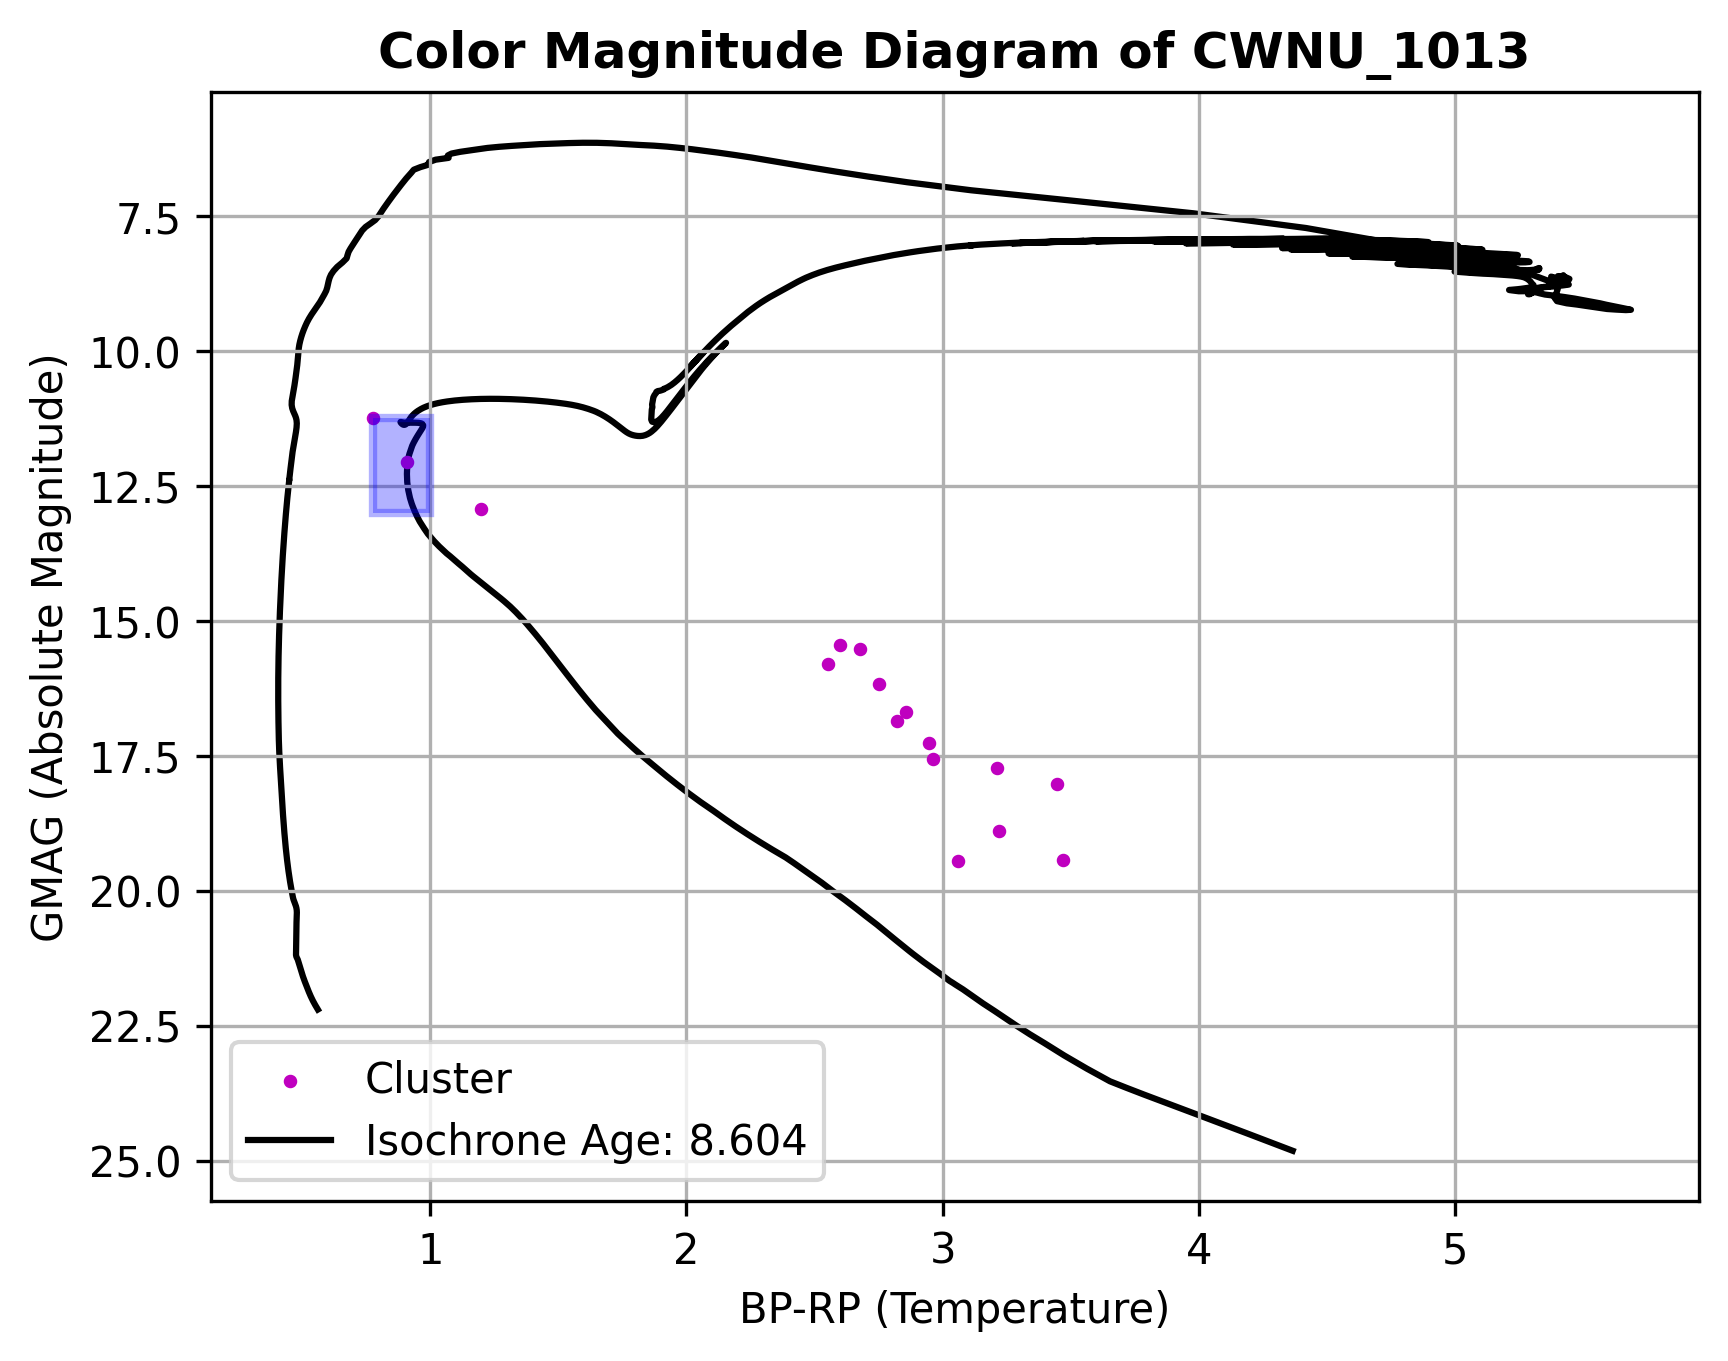 Color Magnitude Diagram of CWNU_1013
GMAG (Absolute Magnitude)
7.5
10.0
12.5
15.0
17.5
20.0
22.5
25.0
Cluster
Isochrone Age: 8.604
1
2
3
4
5
BP-RP (Temperature)